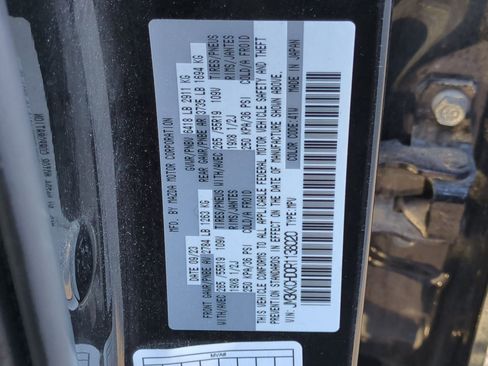 MFD. BY MAZDA MOTOR CORPORATION
DATE: 09/23 GVWR/PNBV: 6418 LB 2911 KG
FRONT GAWR/PNBE AV 2784 LB 1263 KG REAR GAWR/PNBE AR 3735 LB 1694 KG
WITH/AVEC 265 /55R19 109V TIRES/PNEUS WITH/AVEC 265 /55R19 109V TIRES/PNEUS
19X8 1/2J RIMS/JANTES 19X8 1/2J RIMS/JANTES
250 KPA/36 PSI COLD/A FROID 250 KPA/36 PSI COLD/A FROID
THIS VEHICLE CONFORMS TO ALL APPLICABLE FEDERAL MOTOR VEHICLE SAFETY AND THEFT
PREVENTION STANDARDS IN EFFECT ON THE DATE OF MANUFACTURE SHOWN ABOVE.
VIN: TYPE: MPV COLOR CODE: 41W MADE IN JAPAN